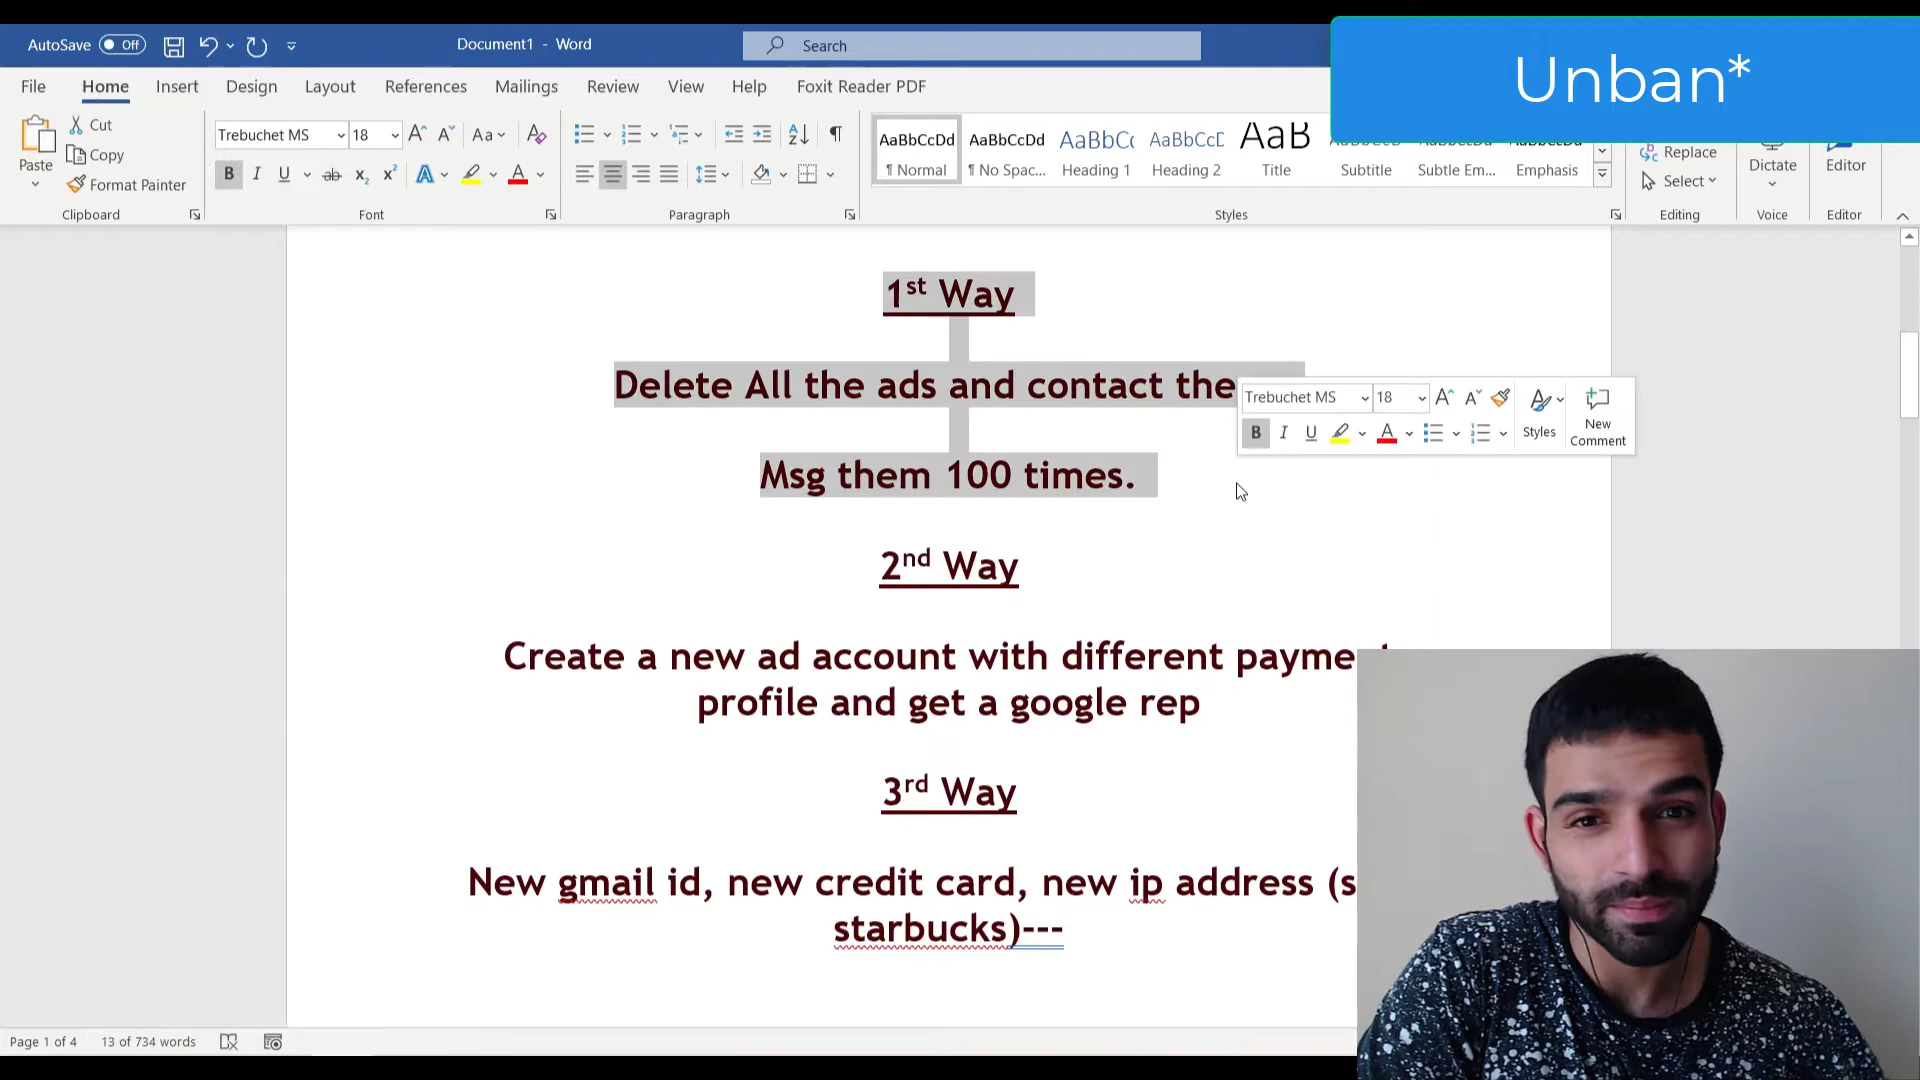 AutoSave Off Document1 - Word Search
Unban*
File Home Insert Design Layout References Mailings Review View Help Foxit Reader PDF
Paste Cut Copy Format Painter
Trebuchet MS 18 Aa
B I U ab x₂ x²
AaBbCcDd AaBbCcDd AaBbCc AaBbCcD AaB
¶ Normal ¶ No Spac... Heading 1 Heading 2 Title Subtitle Subtle Em... Emphasis
Replace Select Dictate Editor
Clipboard Font Paragraph Styles Editing Voice Editor
1st Way
Delete All the ads and contact the
Trebuchet MS 18
B I U Styles New Comment
Msg them 100 times.
2nd Way
Create a new ad account with different
profile and get a google rep
3rd Way
New gmail id, new credit card, new ip address (
starbucks)---
Page 1 of 4 13 of 734 words